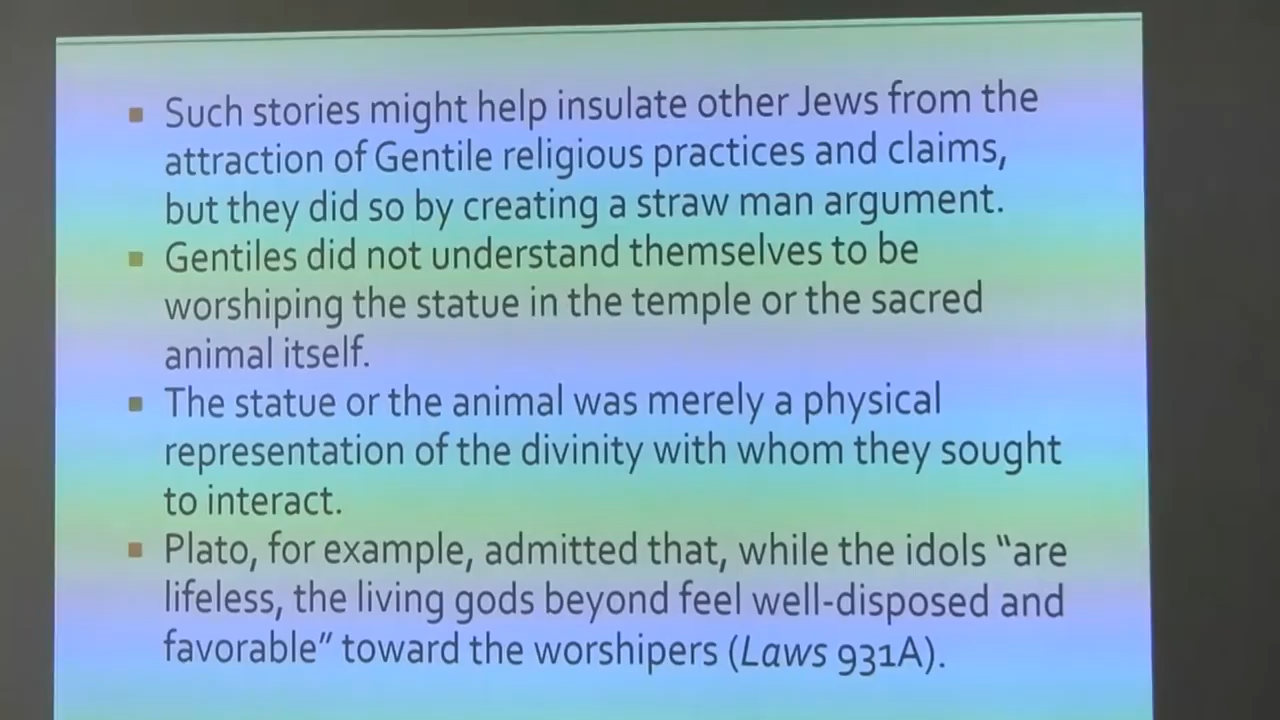 ▪ Such stories might help insulate other Jews from the
attraction of Gentile religious practices and claims,
but they did so by creating a straw man argument.
▪ Gentiles did not understand themselves to be
worshiping the statue in the temple or the sacred
animal itself.
▪ The statue or the animal was merely a physical
representation of the divinity with whom they sought
to interact.
▪ Plato, for example, admitted that, while the idols “are
lifeless, the living gods beyond feel well-disposed and
favorable” toward the worshipers (Laws 931A).